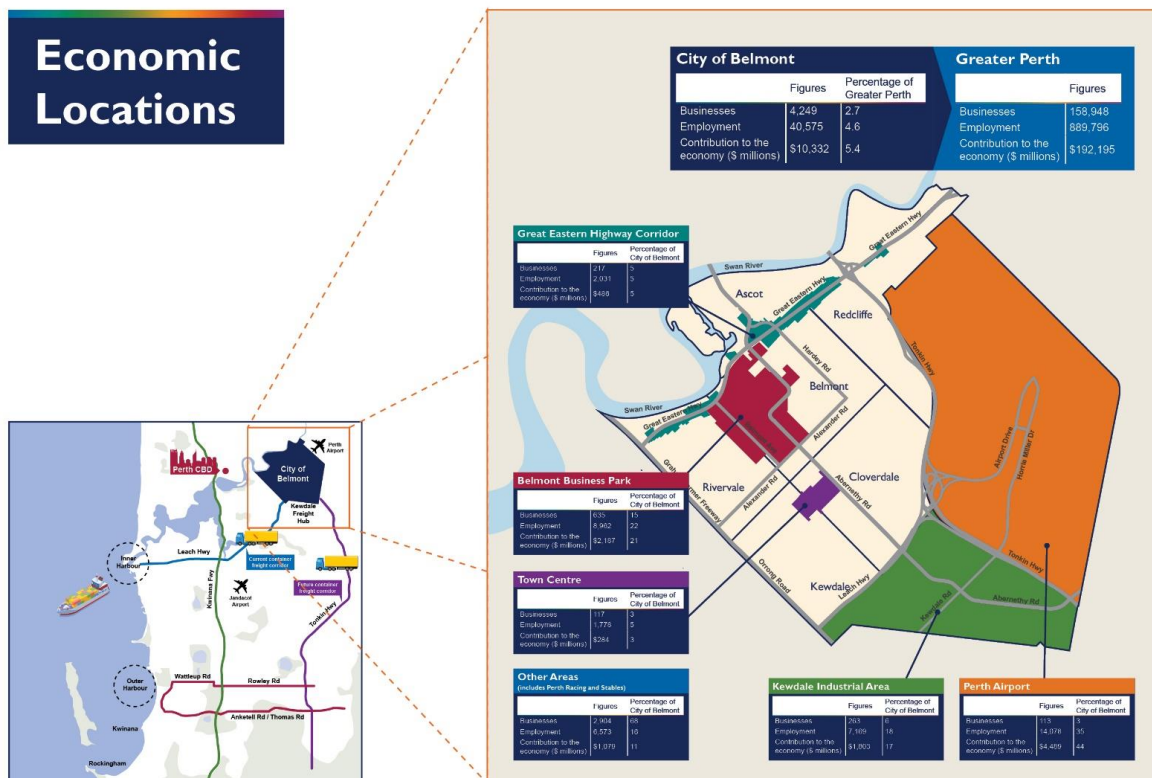 Economic
Locations
City of Belmont
Figures
Percentage of
Greater Perth
Businesses 4,249 2.7
Employment 40,575 4.6
Contribution to the
economy ($ millions) $10,332 5.4
Greater Perth
Figures
Businesses 158,948
Employment 889,796
Contribution to the
economy ($ millions) $192,195
Great Eastern Highway Corridor
Figures
Percentage of
City of Belmont
Businesses 217 5
Employment 2,031 5
Contribution to the
economy ($ millions) 5
Swan River
Great Eastern Hwy
Ascot
Great Eastern Hwy
Redcliffe
Tonkin Hwy
Hardey Rd
Belmont
Swan River
Great Eastern Hwy
Alexander Rd
Airport Drive
Horrie Miller Dr
Cloverdale
Rivervale
Alexander Rd
Abernethy Rd
Orrong Road
Kewdale
Leach Hwy
Tonkin Hwy
Kewdale Rd
Abernethy Rd
Belmont Business Park
Figures
Percentage of
City of Belmont
Businesses 635 15
Employment 8,962 22
Contribution to the
economy ($ millions) $2,187 21
Town Centre
Figures
Percentage of
City of Belmont
Businesses 117 3
Employment 5
Contribution to the
economy ($ millions) $284 3
Other Areas
(includes Perth Racing and Stables)
Figures
Percentage of
City of Belmont
Businesses 2,904 68
Employment 6,573 16
Contribution to the
economy ($ millions) $1,079 11
Kewdale Industrial Area
Figures
Percentage of
City of Belmont
Businesses 263 6
Employment 7,169 18
Contribution to the
economy ($ millions) 17
Perth Airport
Figures
Percentage of
City of Belmont
Businesses 113 3
Employment 35
Contribution to the
economy ($ millions) 44
Perth CBD
Perth
Airport
City of
Belmont
Kewdale
Freight
Hub
Leach Hwy
Inner
Harbour
Current container
freight corridor
Future container
freight corridor
Kwinana Fwy
Jandacot
Airport
Tonkin Hwy
Outer
Harbour
Wattleup Rd
Rowley Rd
Anketell Rd / Thomas Rd
Kwinana
Rockingham